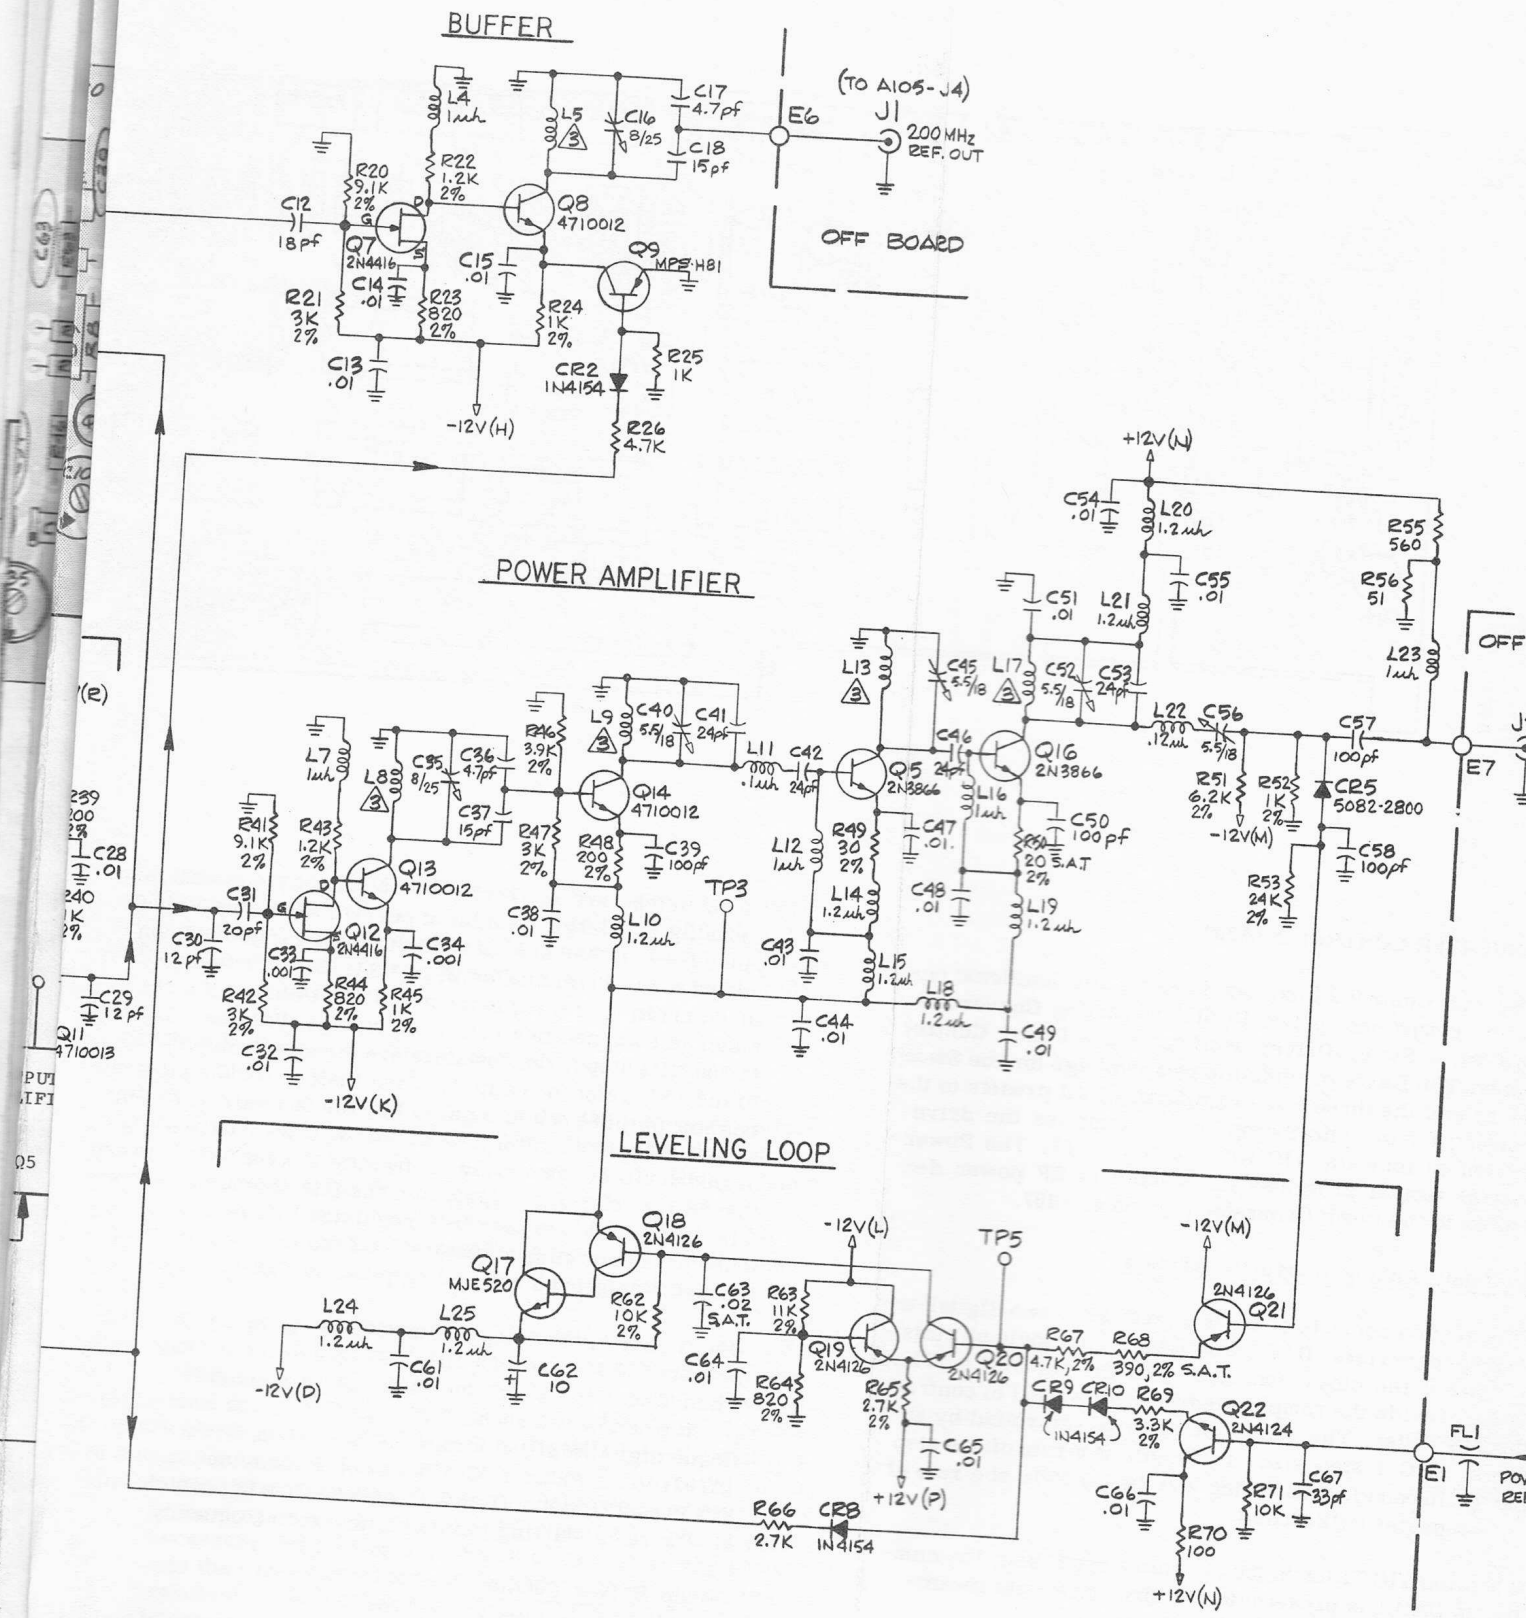 BUFFER
(TO A105-J4)
J1
200 MHz
REF. OUT
E6
OFF BOARD
L4
1uh
L5
3
C16
8/25
C17
4.7pf
C18
15pf
R20
9.1K
2%
R22
1.2K
2%
C12
18pf
G
D
S
Q7
2N4416
Q8
4710012
C14
.01
C15
.01
Q9
MPS-H81
R21
3K
2%
R23
820
2%
R24
1K
2%
C13
.01
CR2
1N4154
R25
1K
-12V(H)
R26
4.7K
C63
POWER AMPLIFIER
+12V(N)
C54
.01
L20
1.2uh
R55
560
C55
.01
R56
51
C51
.01
L21
1.2uh
L23
1uh
OFF
L13
3
C45
5.5/18
L17
3
C52
5.5/18
C53
24pf
L22
.12uh
C56
5.5/18
C57
100pf
E7
L9
3
C40
5.5/18
C41
24pf
L11
.1uh
C42
24pf
Q15
2N3866
C46
24pf
Q16
2N3866
R51
6.2K
2%
-12V(M)
R52
1K
2%
CR5
5082-2800
L7
1uh
L8
3
C35
8/25
C36
4.7pf
C37
15pf
R46
3.9K
2%
Q14
4710012
R47
3K
2%
R48
200
2%
C39
100pf
L12
1uh
R49
30
2%
C47
.01.
L16
1uh
R50
20 S.A.T
2%
C50
100pf
C58
100pf
R53
24K
2%
(R)
R39
200
2%
C28
.01
R40
1K
2%
R41
9.1K
2%
R43
1.2K
2%
Q13
4710012
C31
20pf
G
D
S
Q12
2N4416
C30
12pf
C33
.001
C34
.001
C38
.01
L10
1.2uh
TP3
L14
1.2uh
C43
.01
C48
.01
L19
1.2uh
L15
1.2uh
L18
1.2uh
C29
12pf
R42
3K
2%
R44
820
2%
R45
1K
2%
C32
.01
C44
.01
C49
.01
Q11
4710013
-12V(K)
PUT
LIFI
Q5
LEVELING LOOP
Q17
MJE520
Q18
2N4126
-12V(L)
TP5
-12V(M)
2N4126
Q21
R62
10K
2%
C63
.02
S.A.T.
R63
11K
2%
L24
1.2uh
L25
1.2uh
C61
.01
C62
10
+
-12V(D)
C64
.01
Q19
2N4126
Q20
2N4126
R64
820
2%
R65
2.7K
2%
R67
4.7K,2%
R68
390,2% S.A.T.
CR9
CR10
1N4154
R69
3.3K
2%
Q22
2N4124
C65
.01
+12V(P)
R66
2.7K
CR8
1N4154
C66
.01
R70
100
+12V(N)
R71
10K
C67
33pf
E1
FL1
POW